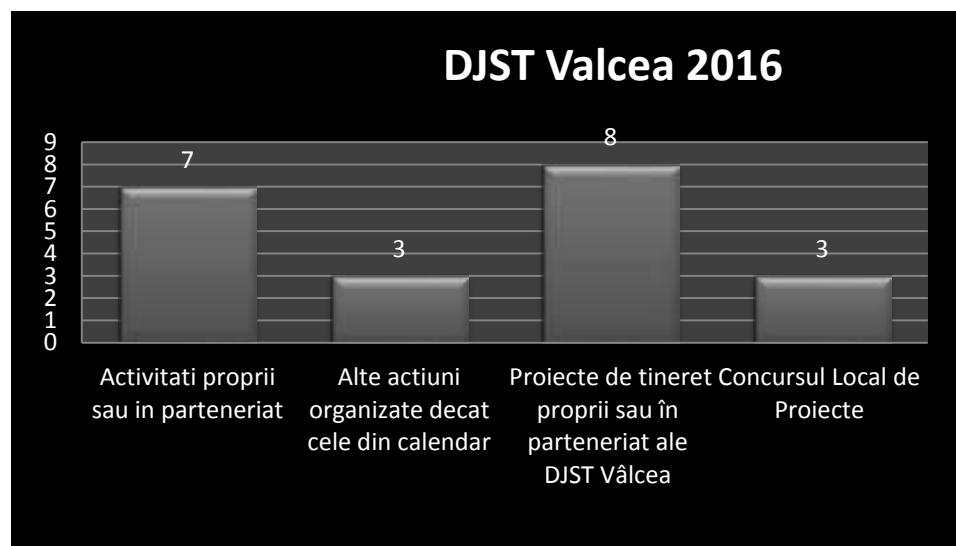 DJST Valcea 2016
9
8
7
6
5
4
3
2
1
0
7
3
8
3
Activitati proprii
sau in parteneriat
Alte actiuni
organizate decat
cele din calendar
Proiecte de tineret
proprii sau în
parteneriat ale
DJST Vâlcea
Concursul Local de
Proiecte